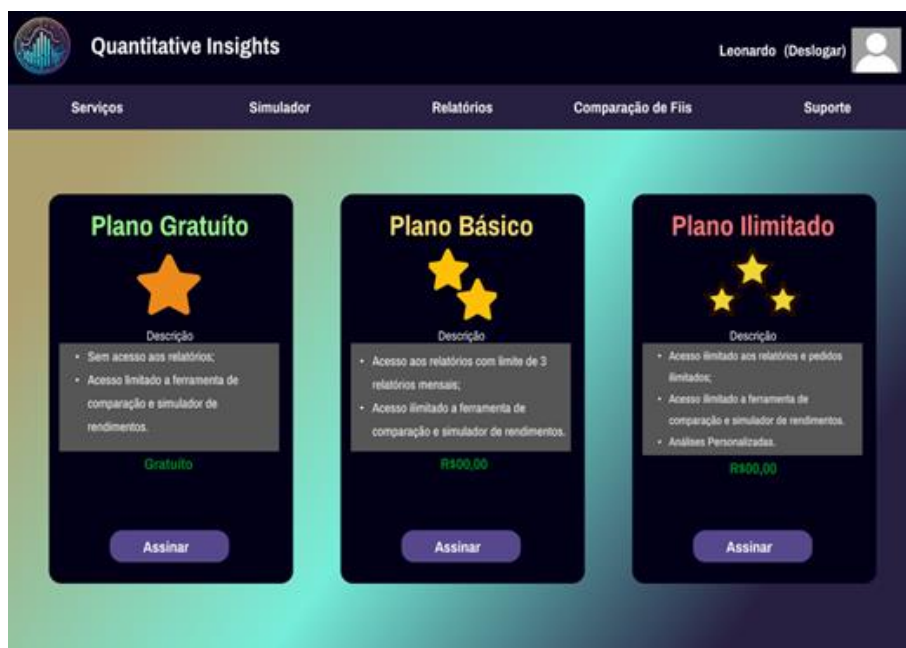 Quantitative Insights
Leonardo (Deslogar)
Serviços
Simulador
Relatórios
Comparação de Fiis
Suporte
Plano Gratuíto
Descrição
• Sem acesso aos relatórios;
• Acesso limitado a ferramenta de
comparação e simulador de
rendimentos.
Gratuíto
Assinar
Plano Básico
Descrição
• Acesso aos relatórios com limite de 3
relatórios mensais;
• Acesso ilimitado a ferramenta de
comparação e simulador de rendimentos.
R$00,00
Assinar
Plano Ilimitado
Descrição
• Acesso ilimitado aos relatórios e pedidos
ilimitados;
• Acesso ilimitado a ferramenta de
comparação e simulador de rendimentos.
• Análises Personalizadas.
R$00,00
Assinar